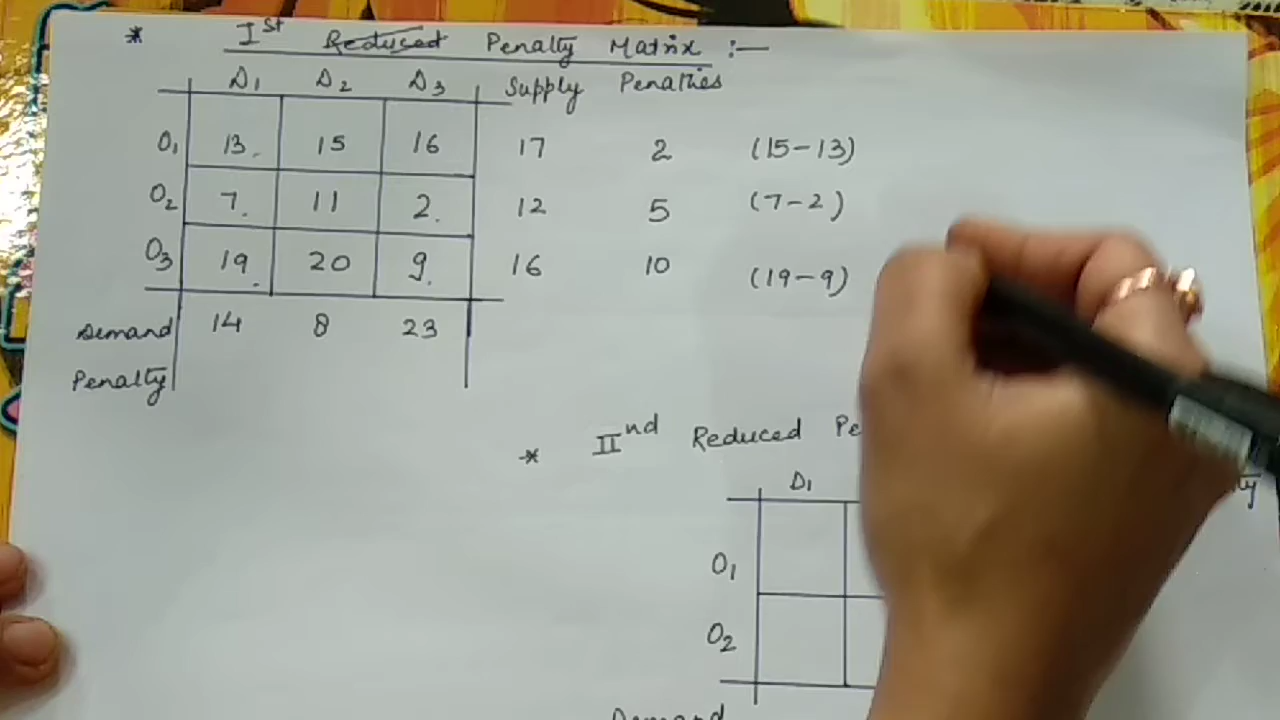 * Ist Reduced Penalty Matrix :-
D1 D2 D3 Supply Penalties
O1 13 15 16 17 2 (15-13)
O2 7 11 2 12 5 (7-2)
O3 19 20 9 16 10 (19-9)
Demand 14 8 23
Penalty
* IInd Reduced Pe
D1
O1
O2
Demand